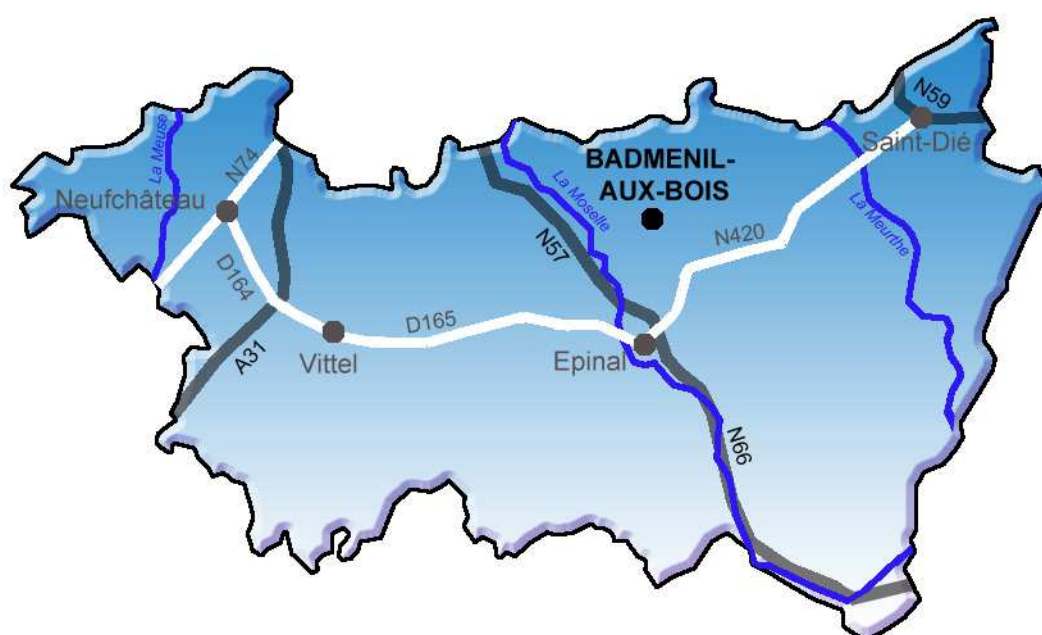 N59
Saint-Dié
La Meuse
N74
Neufchâteau
BADMENIL-
AUX-BOIS
La Moselle
La Meurthe
N57
N420
D164
D165
A31
Vittel
Epinal
N66